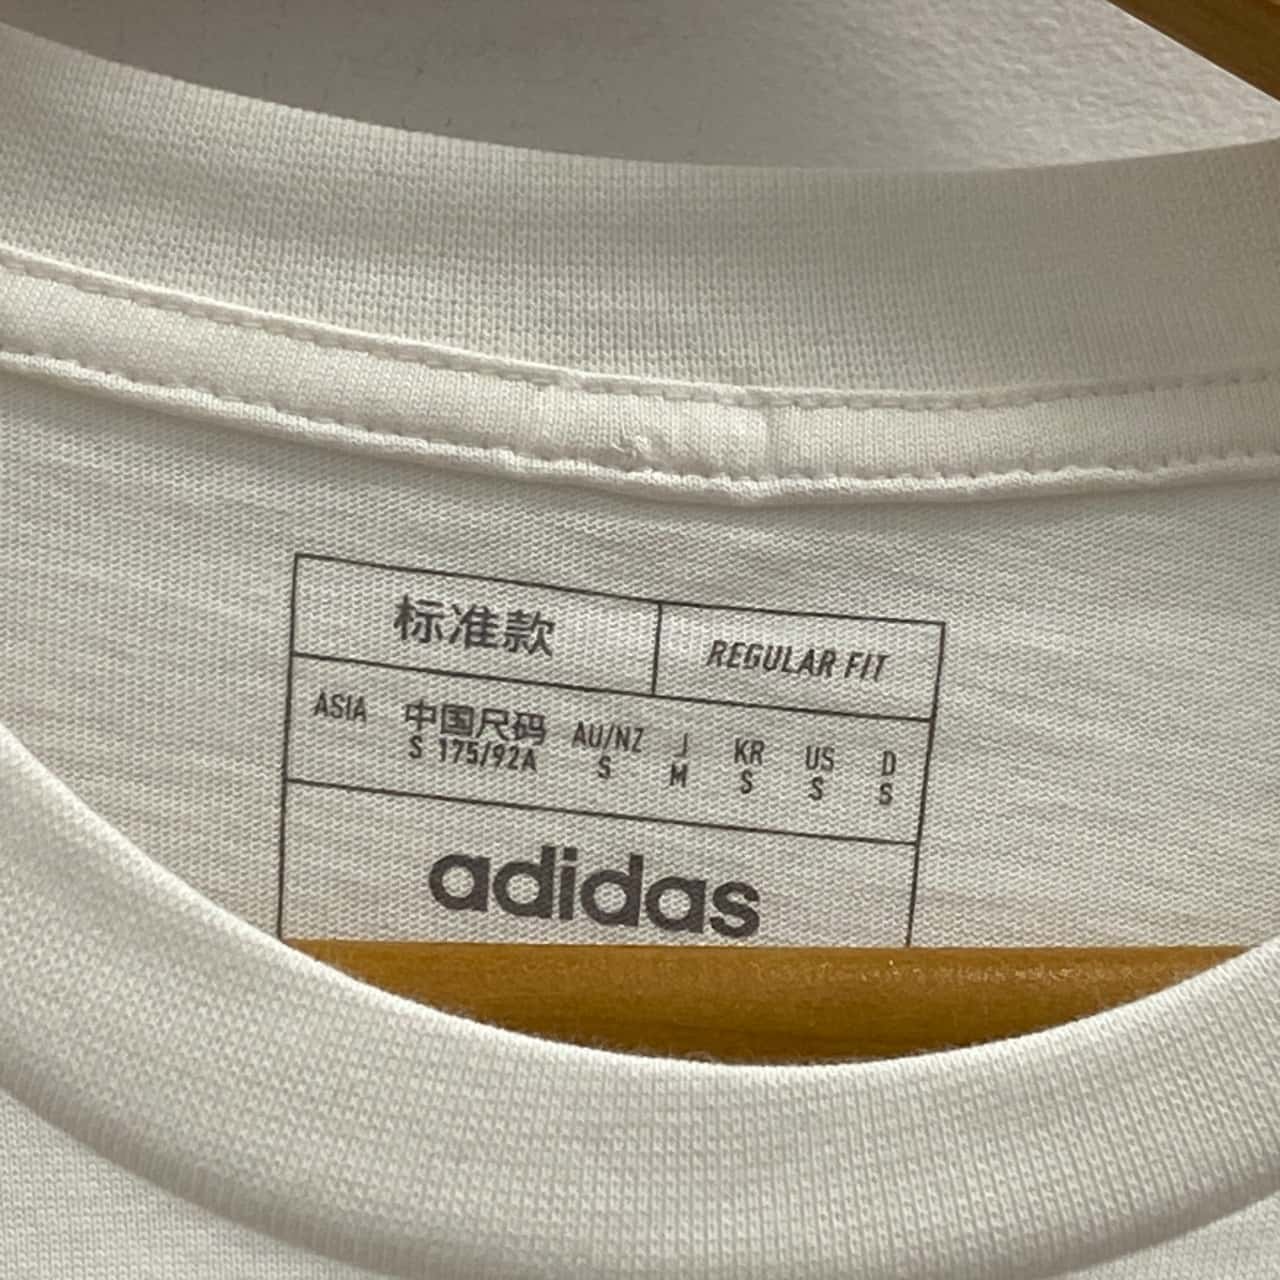 标准款 REGULAR FIT
ASIA 中国尺码 AU/NZ J KR US D
S 175/92A S M S S S
adidas